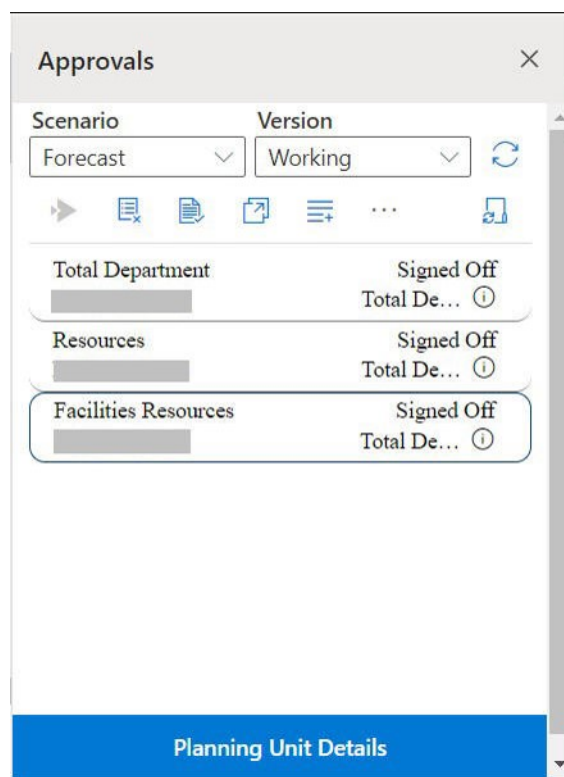 Approvals
Scenario Version
Forecast Working
Total Department Signed Off
Total De...
Resources Signed Off
Total De...
Facilities Resources Signed Off
Total De...
Planning Unit Details